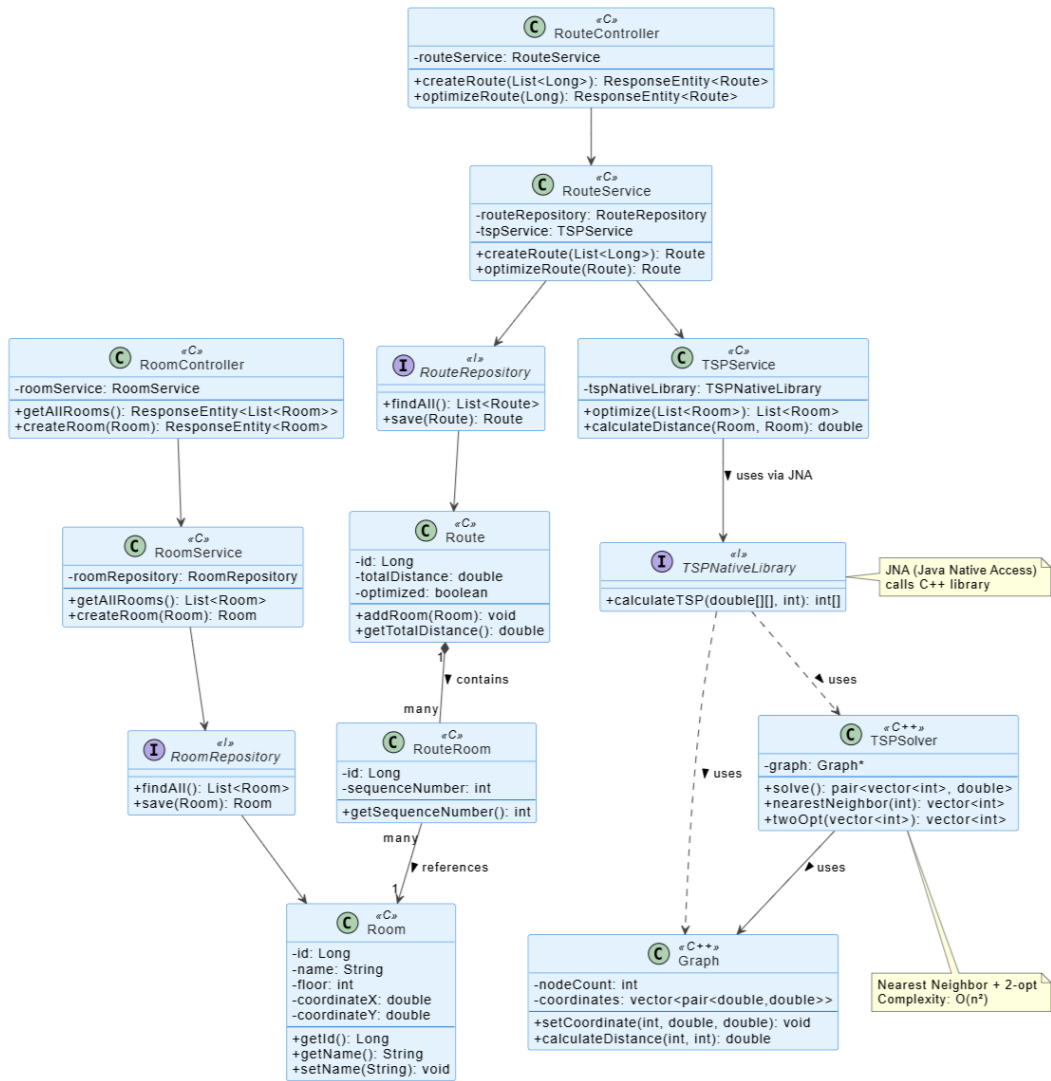 C
«C»
RouteController
-routeService: RouteService
+createRoute(List<Long>): ResponseEntity<Route>
+optimizeRoute(Long): ResponseEntity<Route>
C
«C»
RouteService
-routeRepository: RouteRepository
-tspService: TSPService
+createRoute(List<Long>): Route
+optimizeRoute(Route): Route
C
«C»
RoomController
-roomService: RoomService
+getAllRooms(): ResponseEntity<List<Room>>
+createRoom(Room): ResponseEntity<Room>
I
«I»
RouteRepository
+findAll(): List<Route>
+save(Route): Route
C
«C»
TSPService
-tspNativeLibrary: TSPNativeLibrary
+optimize(List<Room>): List<Room>
+calculateDistance(Room, Room): double
uses via JNA
C
«C»
RoomService
-roomRepository: RoomRepository
+getAllRooms(): List<Room>
+createRoom(Room): Room
C
«C»
Route
-id: Long
-totalDistance: double
-optimized: boolean
+addRoom(Room): void
+getTotalDistance(): double
I
«I»
TSPNativeLibrary
+calculateTSP(double[][], int): int[]
JNA (Java Native Access)
calls C++ library
1
contains
many
uses
uses
I
«I»
RoomRepository
+findAll(): List<Room>
+save(Room): Room
C
«C»
RouteRoom
-id: Long
-sequenceNumber: int
+getSequenceNumber(): int
C
«C++»
TSPSolver
-graph: Graph*
+solve(): pair<vector<int>, double>
+nearestNeighbor(int): vector<int>
+twoOpt(vector<int>): vector<int>
many
references
1
uses
C
«C»
Room
-id: Long
-name: String
-floor: int
-coordinateX: double
-coordinateY: double
+getId(): Long
+getName(): String
+setName(String): void
C
«C++»
Graph
-nodeCount: int
-coordinates: vector<pair<double,double>>
+setCoordinate(int, double, double): void
+calculateDistance(int, int): double
Nearest Neighbor + 2-opt
Complexity: O(n²)